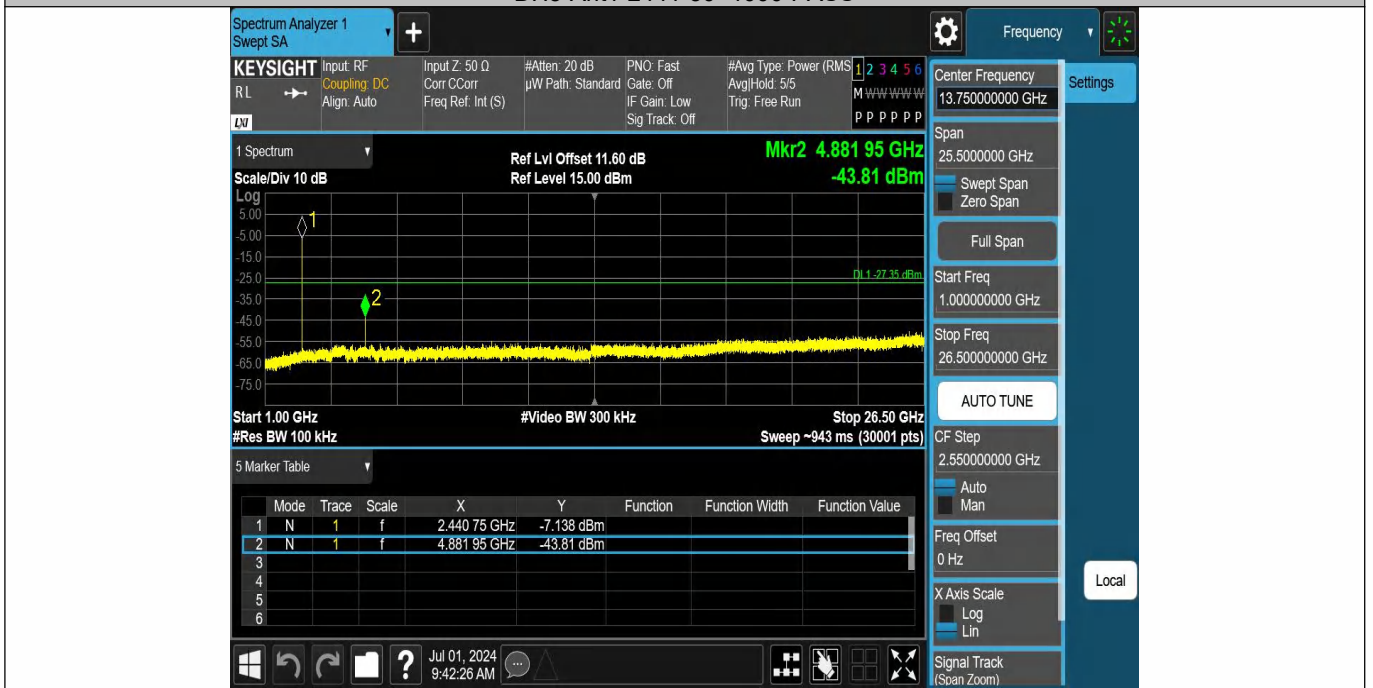 Spectrum Analyzer 1
Swept SA
+
Frequency
KEYSIGHT
RL
LXI
Input: RF
Coupling: DC
Align: Auto
Input Z: 50 Ω
Corr CCorr
Freq Ref: Int (S)
#Atten: 20 dB
µW Path: Standard
PNO: Fast
Gate: Off
IF Gain: Low
Sig Track: Off
#Avg Type: Power (RMS
Avg|Hold: 5/5
Trig: Free Run
1 2 3 4 5 6
M W W W W W
P P P P P P
1 Spectrum
Scale/Div 10 dB
Ref Lvl Offset 11.60 dB
Ref Level 15.00 dBm
Mkr2 4.881 95 GHz
-43.81 dBm
Log
5.00
-5.00
-15.0
-25.0
-35.0
-45.0
-55.0
-65.0
-75.0
1
2
DL1 -27.35 dBm
Start 1.00 GHz
#Res BW 100 kHz
#Video BW 300 kHz
Stop 26.50 GHz
Sweep ~943 ms (30001 pts)
5 Marker Table
Mode Trace Scale X Y Function Function Width Function Value
1 N 1 f 2.440 75 GHz -7.138 dBm
2 N 1 f 4.881 95 GHz -43.81 dBm
3
4
5
6
Jul 01, 2024
9:42:26 AM
Center Frequency
13.750000000 GHz
Span
25.5000000 GHz
Swept Span
Zero Span
Full Span
Start Freq
1.000000000 GHz
Stop Freq
26.500000000 GHz
AUTO TUNE
CF Step
2.550000000 GHz
Auto
Man
Freq Offset
0 Hz
X Axis Scale
Log
Lin
Signal Track
(Span Zoom)
Settings
Local